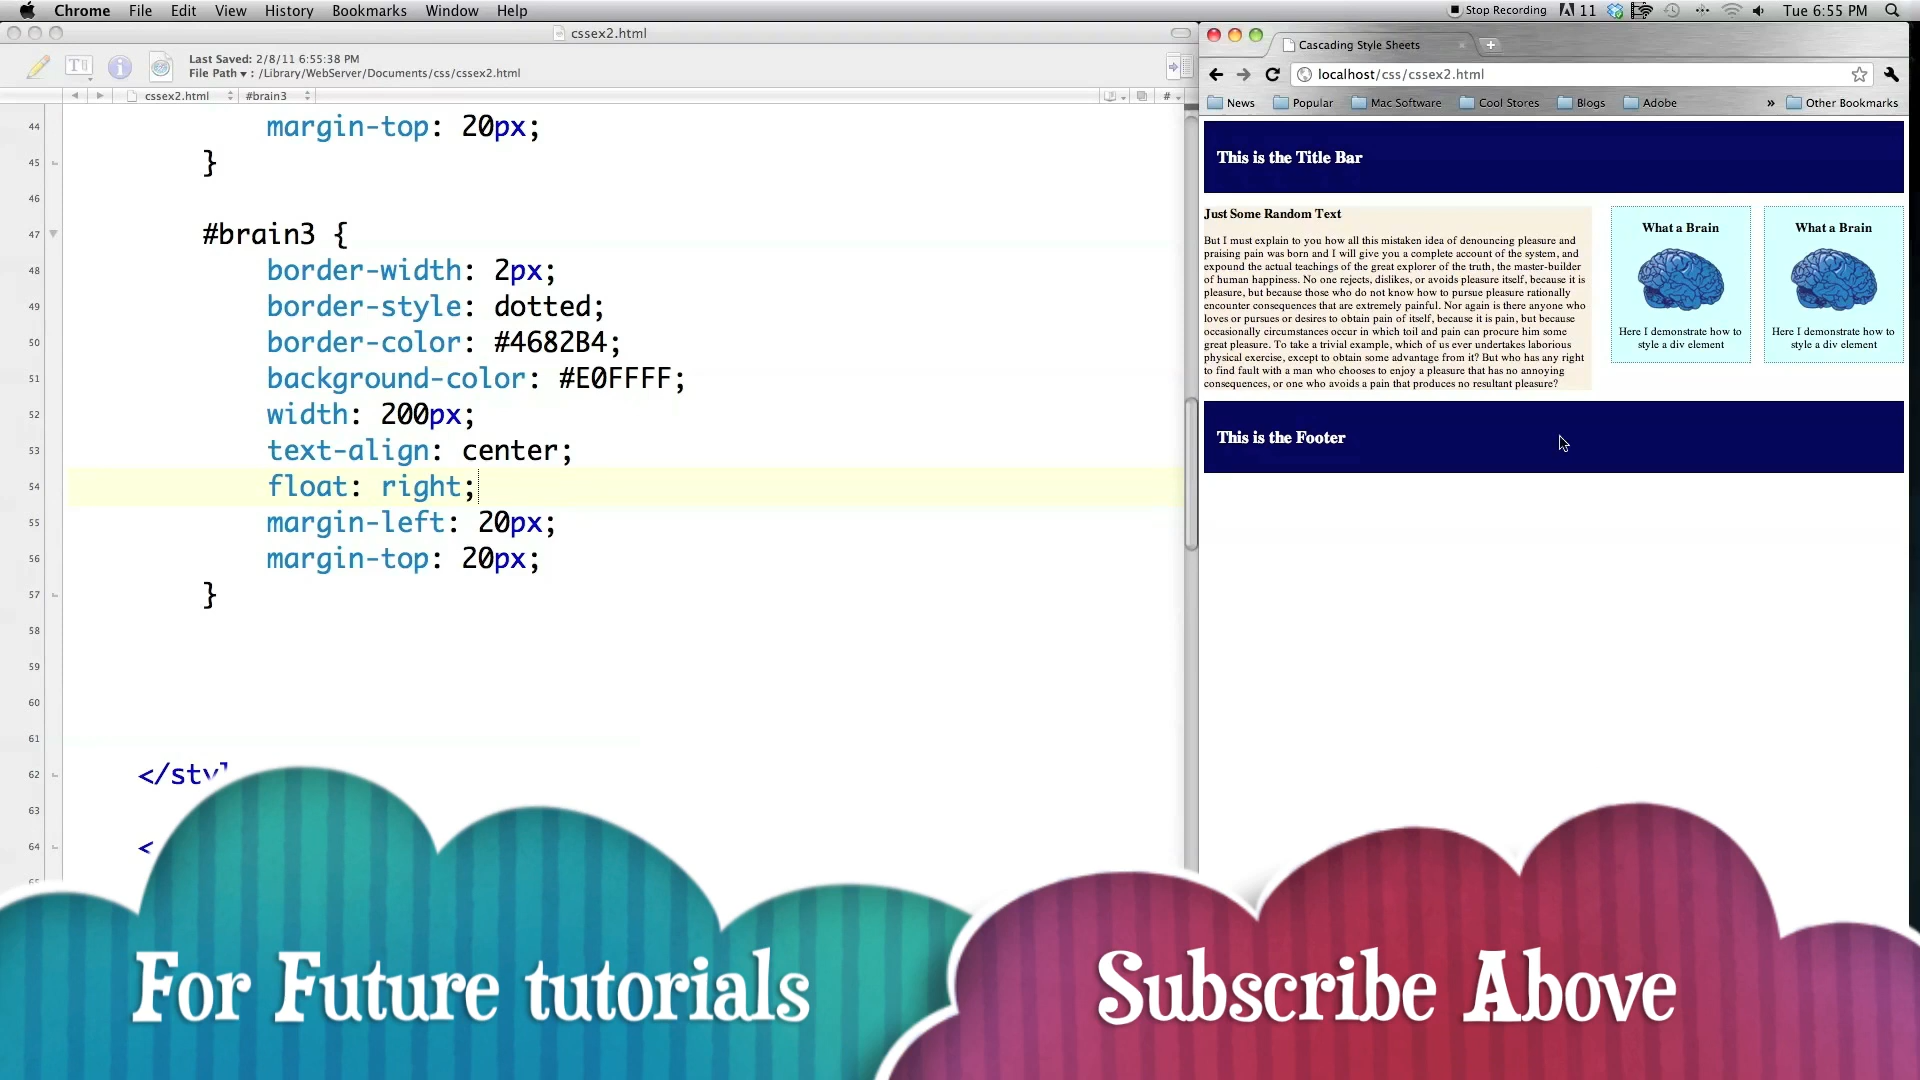 Chrome File Edit View History Bookmarks Window Help
Stop Recording 11 Tue 6:55 PM
cssex2.html
Last Saved: 2/8/11 6:55:38 PM
File Path ▾ : /Library/WebServer/Documents/css/cssex2.html
cssex2.html #brain3 #
44 margin-top: 20px;
45 }
46
47 #brain3 {
48 border-width: 2px;
49 border-style: dotted;
50 border-color: #4682B4;
51 background-color: #E0FFFF;
52 width: 200px;
53 text-align: center;
54 float: right;
55 margin-left: 20px;
56 margin-top: 20px;
57 }
58
59
60
61
62 </styl
63
64 <
65
Cascading Style Sheets
localhost/css/cssex2.html
News Popular Mac Software Cool Stores Blogs Adobe » Other Bookmarks
This is the Title Bar
Just Some Random Text
But I must explain to you how all this mistaken idea of denouncing pleasure and
praising pain was born and I will give you a complete account of the system, and
expound the actual teachings of the great explorer of the truth, the master-builder
of human happiness. No one rejects, dislikes, or avoids pleasure itself, because it is
pleasure, but because those who do not know how to pursue pleasure rationally
encounter consequences that are extremely painful. Nor again is there anyone who
loves or pursues or desires to obtain pain of itself, because it is pain, but because
occasionally circumstances occur in which toil and pain can procure him some
great pleasure. To take a trivial example, which of us ever undertakes laborious
physical exercise, except to obtain some advantage from it? But who has any right
to find fault with a man who chooses to enjoy a pleasure that has no annoying
consequences, or one who avoids a pain that produces no resultant pleasure?
What a Brain
Here I demonstrate how to
style a div element
What a Brain
Here I demonstrate how to
style a div element
This is the Footer
For Future tutorials
Subscribe Above